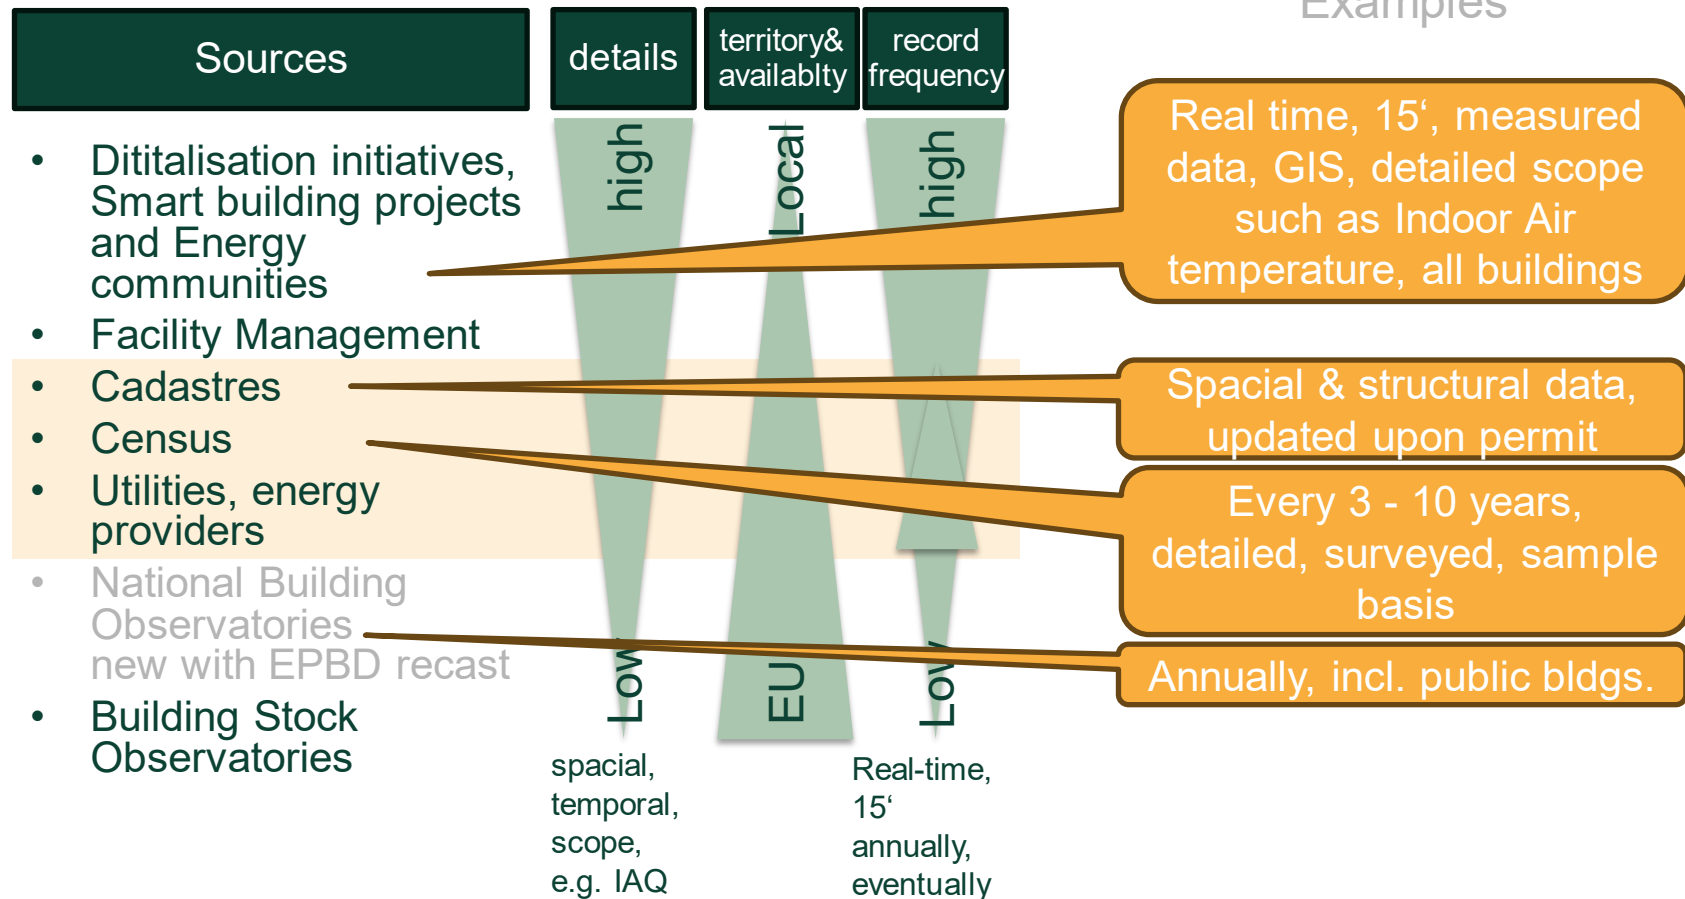 Examples
Sources
details
territory&
availablty
record
frequency
• Dititalisation initiatives,
Smart building projects
and Energy
communities
• Facility Management
• Cadastres
• Census
• Utilities, energy
providers
• National Building
Observatories
new with EPBD recast
• Building Stock
Observatories
high
Low
Local
EU
high
Low
spacial,
temporal,
scope,
e.g. IAQ
Real-time,
15‘
annually,
eventually
Real time, 15‘, measured
data, GIS, detailed scope
such as Indoor Air
temperature, all buildings
Spacial & structural data,
updated upon permit
Every 3 - 10 years,
detailed, surveyed, sample
basis
Annually, incl. public bldgs.